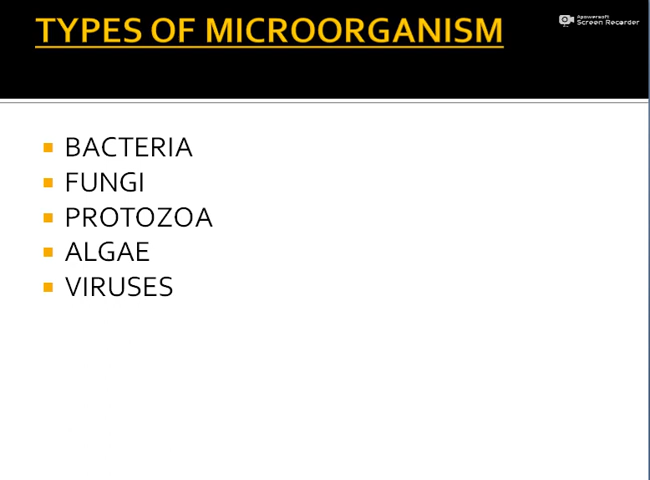 TYPES OF MICROORGANISM
Apowersoft
Screen Recorder
BACTERIA
FUNGI
PROTOZOA
ALGAE
VIRUSES